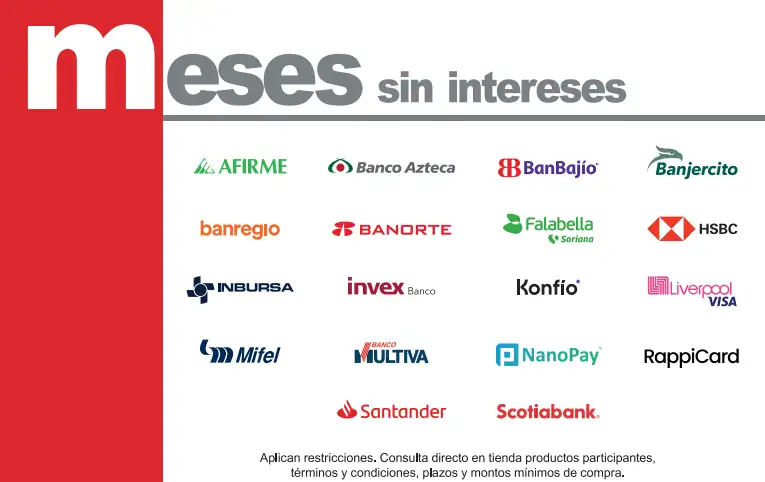 meses sin intereses
AFIRME Banco Azteca BanBajío Banjercito
banregio BANORTE Falabella Soriana HSBC
INBURSA invex Banco Konfío Liverpool VISA
Mifel BANCO MULTIVA NanoPay RappiCard
Santander Scotiabank
Aplican restricciones. Consulta directo en tienda productos participantes,
términos y condiciones, plazos y montos mínimos de compra.